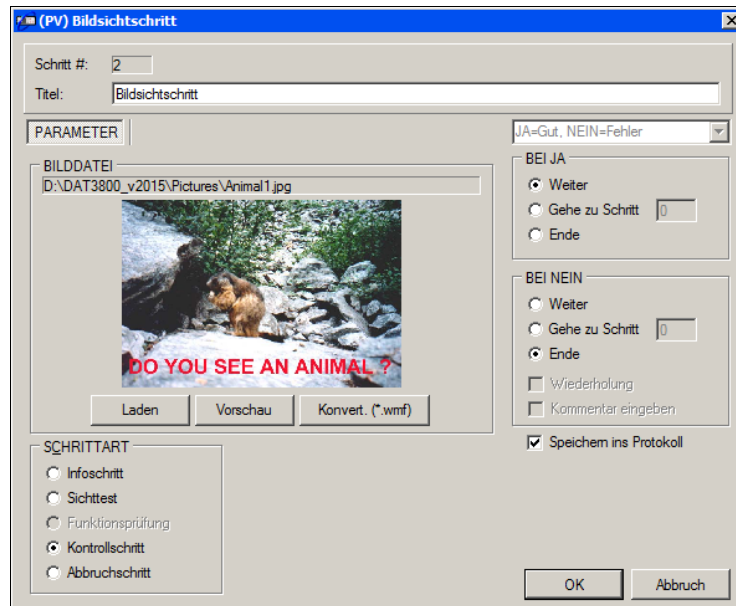 (PV) Bildsichtschritt
Schritt #: 2
Titel: Bildsichtschritt
PARAMETER
JA=Gut, NEIN=Fehler
BILDDATEI
D:\DAT3800_v2015\Pictures\Animal1.jpg
DO YOU SEE AN ANIMAL ?
Laden Vorschau Konvert. (*.wmf)
SCHRITTART
Infoschritt
Sichttest
Funktionsprüfung
Kontrollschritt
Abbruchschritt
BEI JA
Weiter
Gehe zu Schritt 0
Ende
BEI NEIN
Weiter
Gehe zu Schritt 0
Ende
Wiederholung
Kommentar eingeben
Speichern ins Protokoll
OK Abbruch